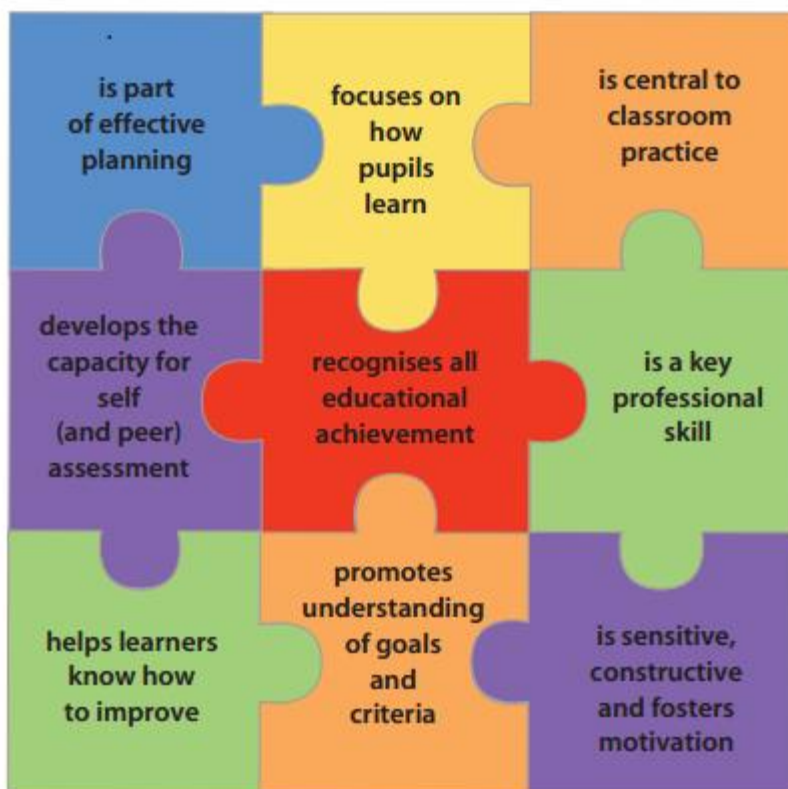 is part
of effective
planning
focuses on
how
pupils
learn
is central to
classroom
practice
develops the
capacity for
self
(and peer)
assessment
recognises all
educational
achievement
is a key
professional
skill
helps learners
know how
to improve
promotes
understanding
of goals
and
criteria
is sensitive,
constructive
and fosters
motivation